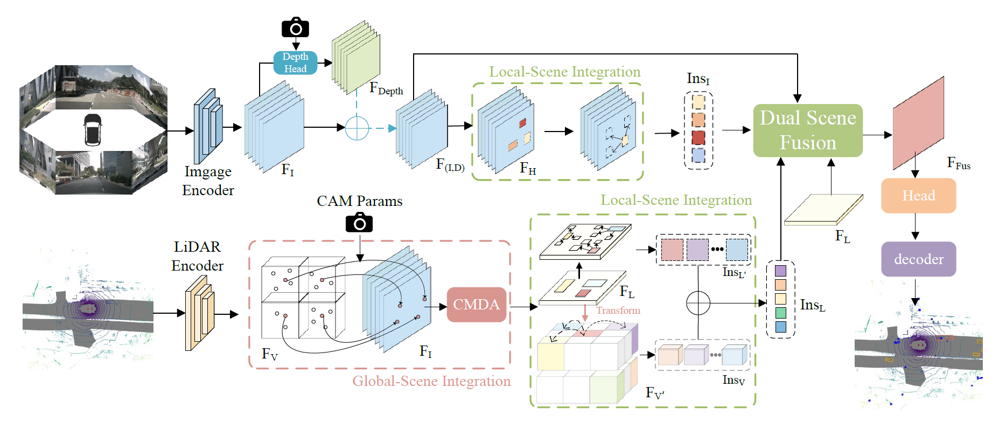 Depth
Head
F_Depth
Local-Scene Integration
Ins_I
Dual Scene
Fusion
Imgage
Encoder
F_I
F_(I,D)
F_H
F_Fus
Head
CAM Params
Local-Scene Integration
F_L
LiDAR
Encoder
decoder
Ins_L′
F_L
CMDA
Transform
Ins_L
F_V
F_I
Global-Scene Integration
Ins_V
F_V′